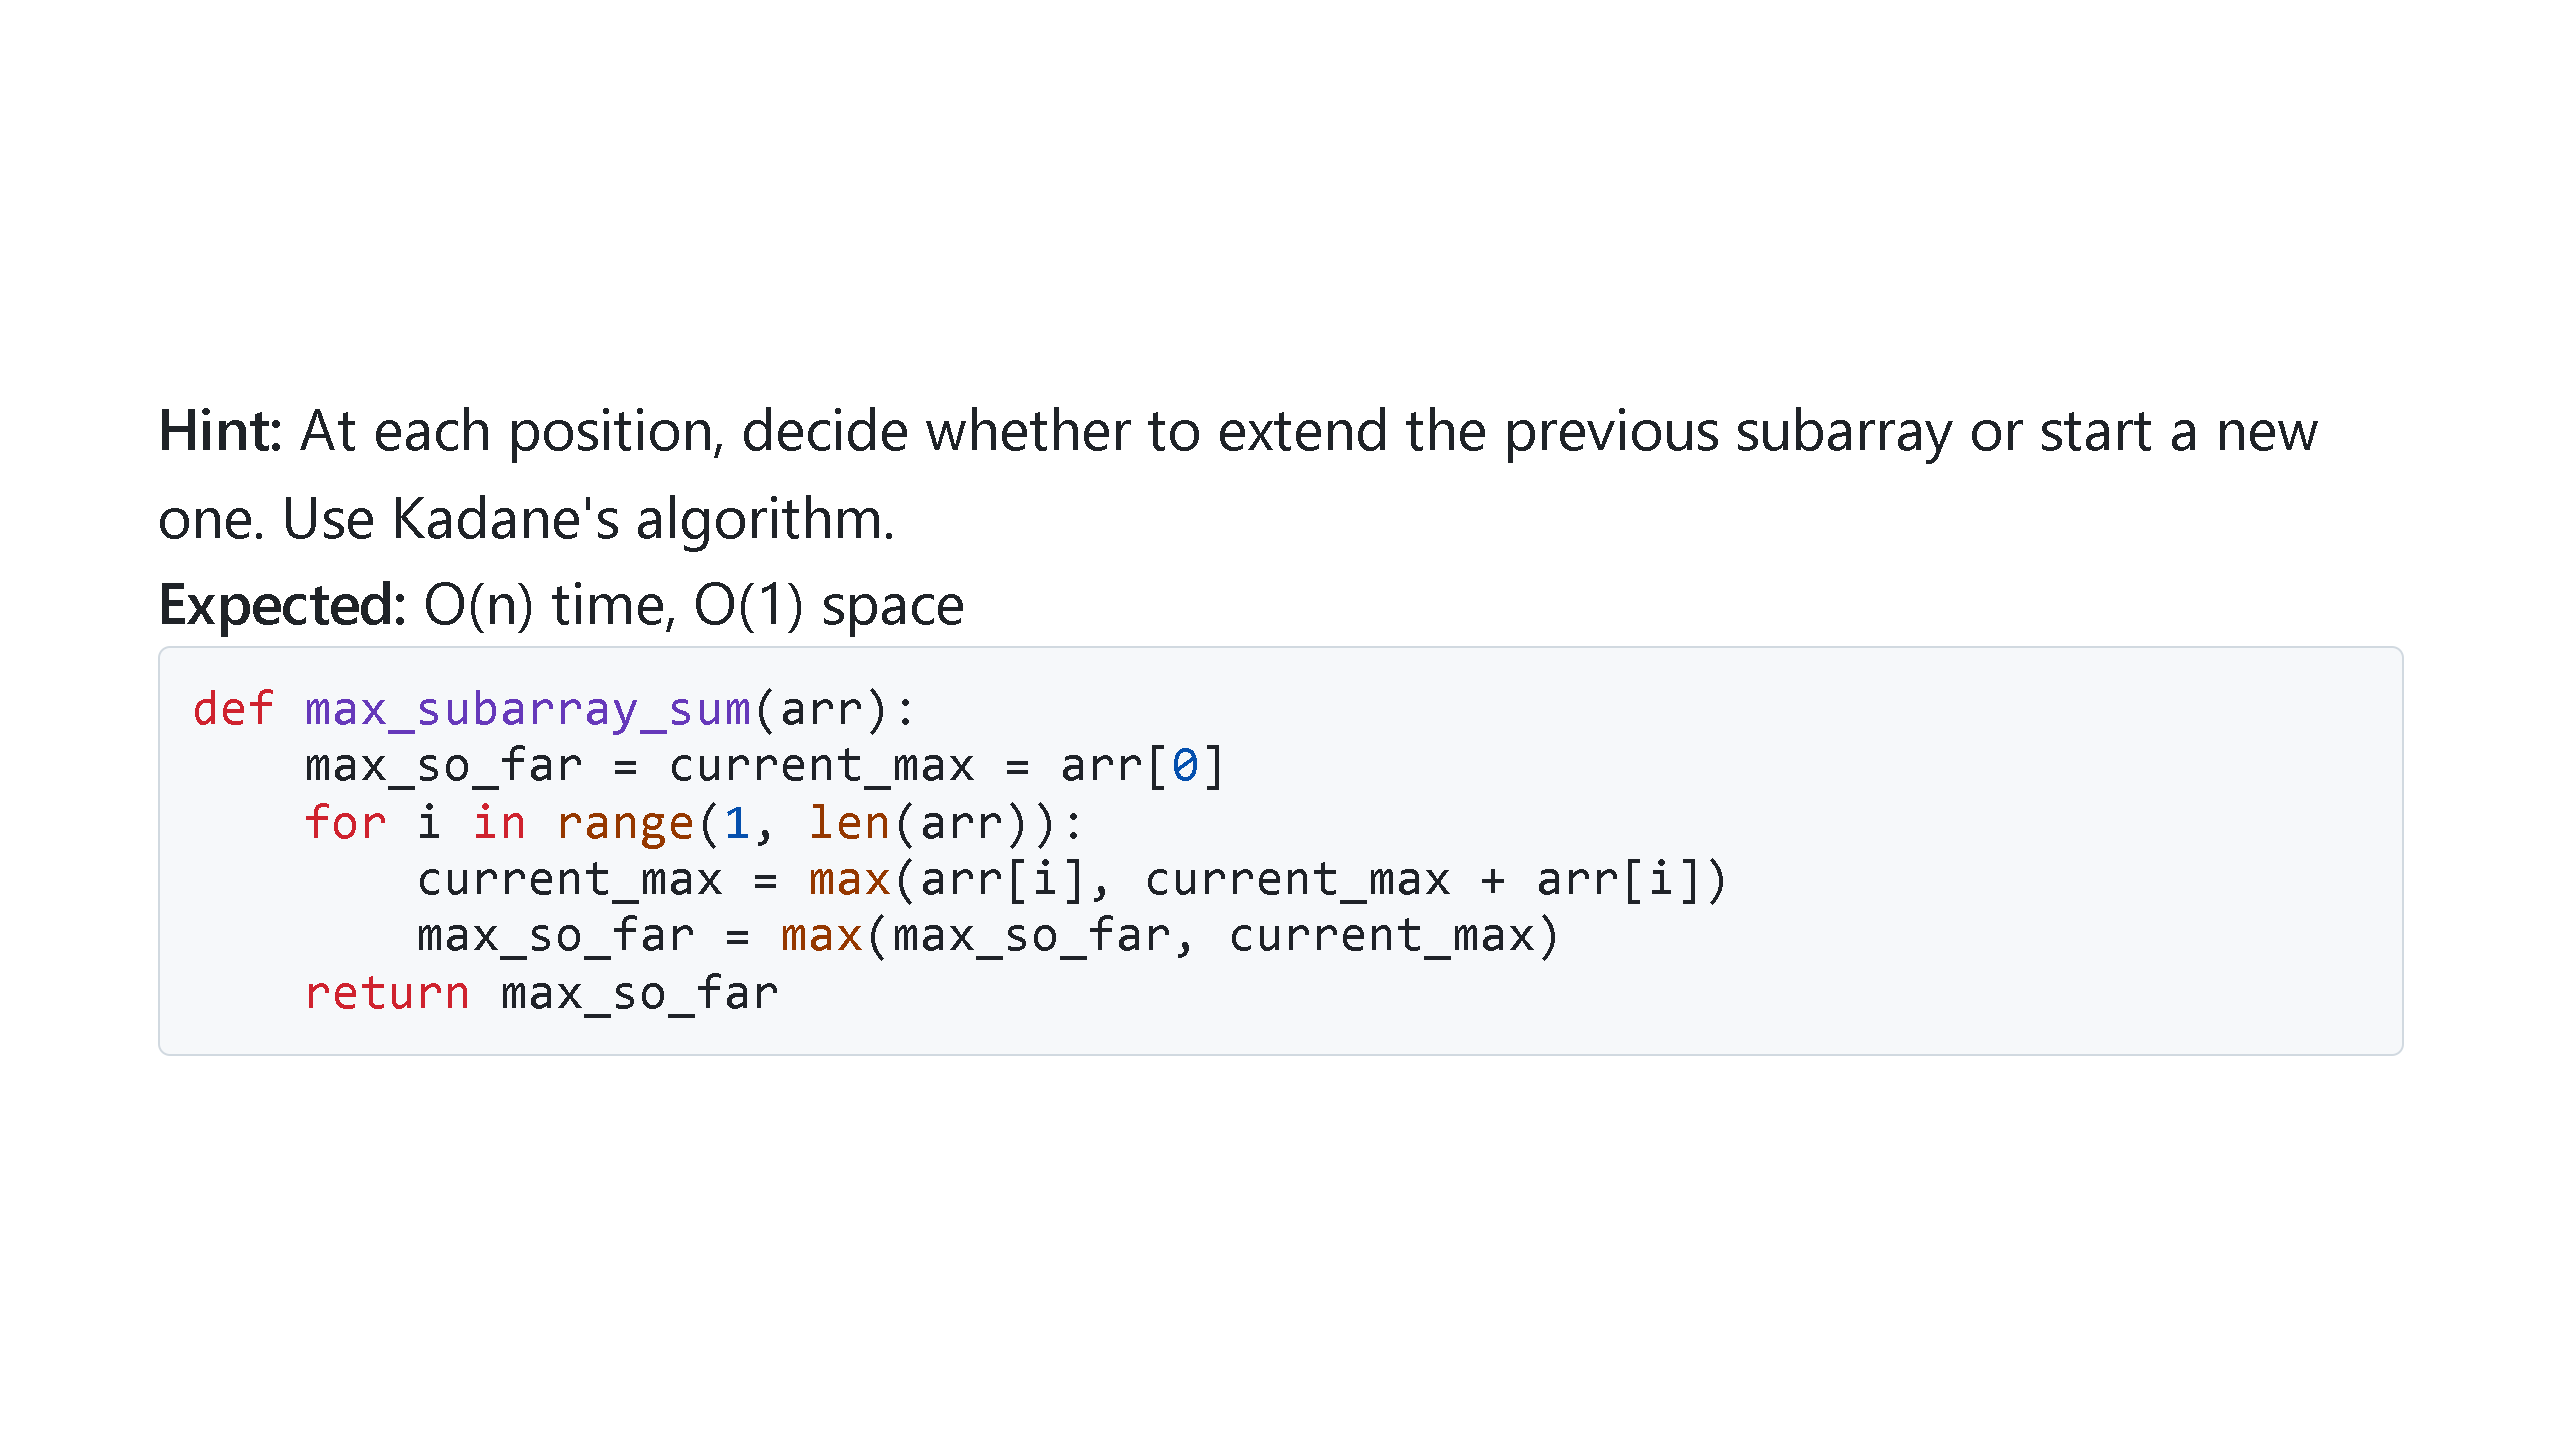 Hint: At each position, decide whether to extend the previous subarray or start a new
one. Use Kadane's algorithm.
Expected: O(n) time, O(1) space
def max_subarray_sum(arr):
    max_so_far = current_max = arr[0]
    for i in range(1, len(arr)):
        current_max = max(arr[i], current_max + arr[i])
        max_so_far = max(max_so_far, current_max)
    return max_so_far